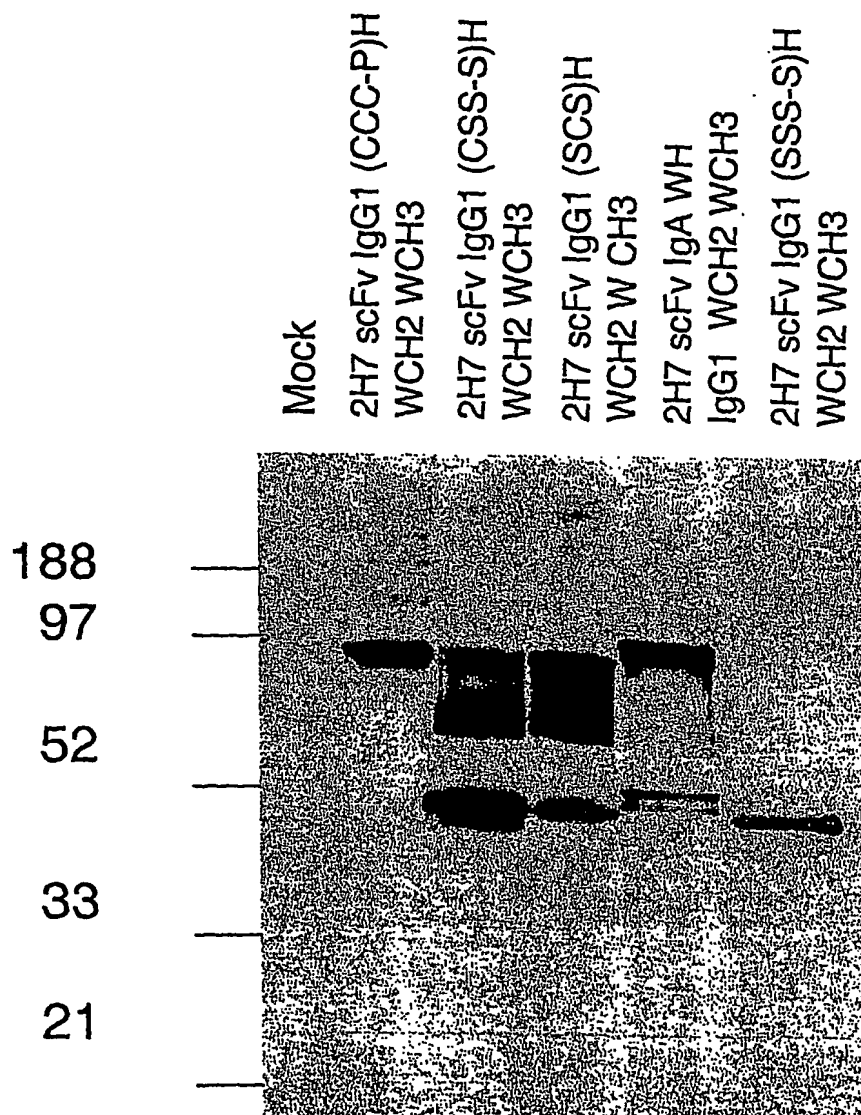 Mock
2H7 scFv IgG1 (CCC-P)H
WCH2 WCH3
2H7 scFv IgG1 (CSS-S)H
WCH2 WCH3
2H7 scFv IgG1 (SCS)H
WCH2 W CH3
2H7 scFv IgA WH
IgG1 WCH2 WCH3
2H7 scFv IgG1 (SSS-S)H
WCH2 WCH3
188
97
52
33
21